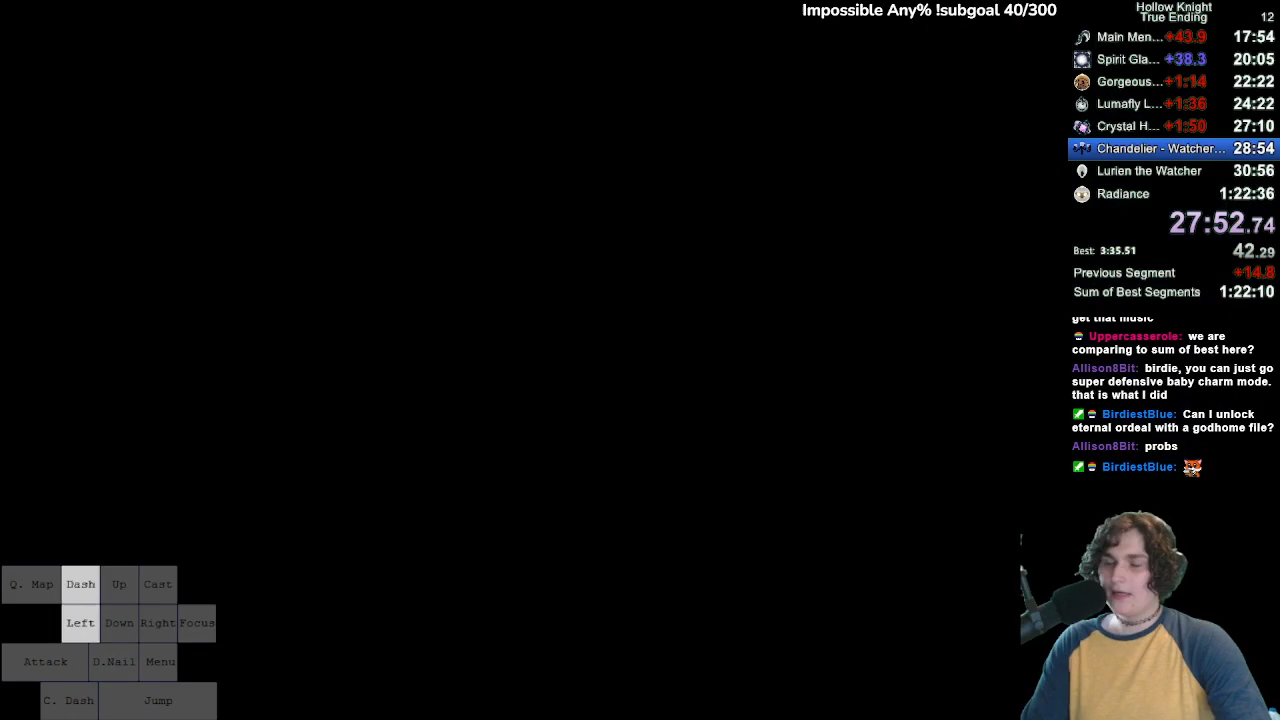 Impossible Any% !subgoal 40/300
Hollow Knight
True Ending 12
Main Men... +43.9 17:54
Spirit Gla... +38.3 20:05
Gorgeous... +1:14 22:22
Lumafly L... +1:36 24:22
Crystal H... +1:50 27:10
Chandelier - Watcher... 28:54
Lurien the Watcher 30:56
Radiance 1:22:36
27:52.74
Best: 3:35.51 42.29
Previous Segment +14.8
Sum of Best Segments 1:22:10
get that music
Uppercasserole: we are
comparing to sum of best here?
Allison8Bit: birdie, you can just go
super defensive baby charm mode.
that is what I did
BirdiestBlue: Can I unlock
eternal ordeal with a godhome file?
Allison8Bit: probs
BirdiestBlue:
Q. Map Dash Up Cast
Left Down Right Focus
Attack D.Nail Menu
C. Dash Jump